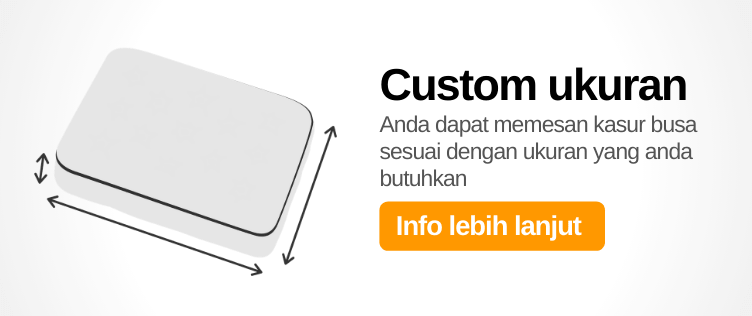 Custom ukuran
Anda dapat memesan kasur busa
sesuai dengan ukuran yang anda
butuhkan
Info lebih lanjut